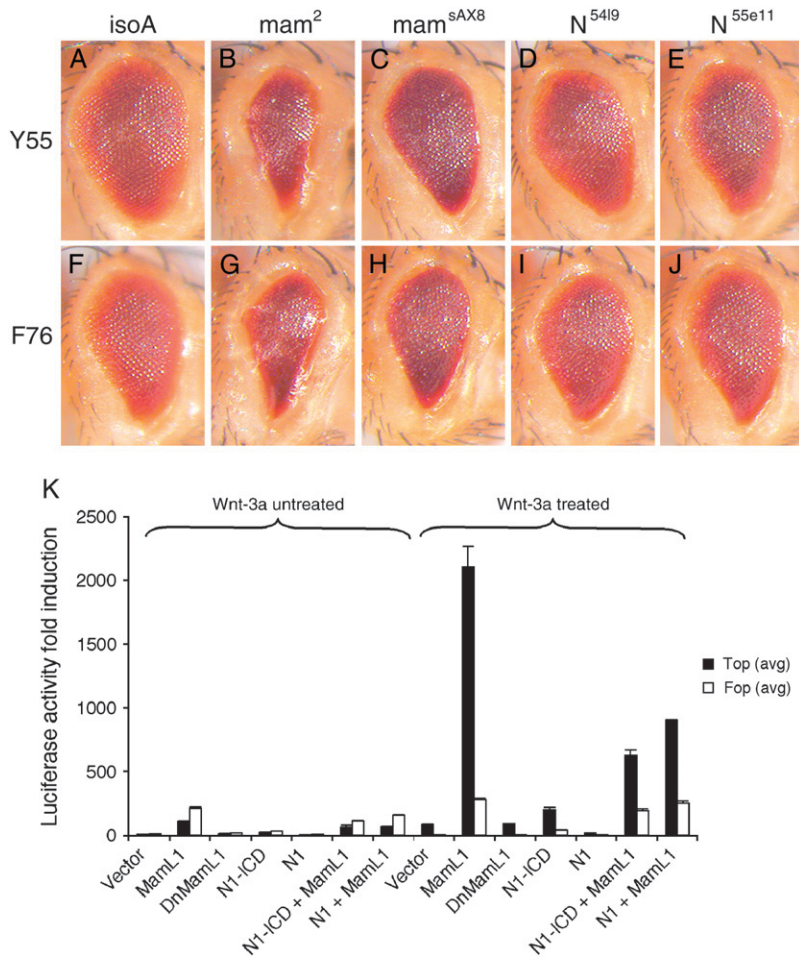 isoA mam² mamˢᴬˣ⁸ N⁵⁴ˡ⁹ N⁵⁵ᵉ¹¹
A B C D E
Y55
F G H I J
F76
K
Wnt-3a untreated Wnt-3a treated
Luciferase activity fold induction
2500
2000
1500
1000
500
0
Top (avg)
Fop (avg)
Vector
MamL1
DnMamL1
N1-ICD
N1
N1-ICD + MamL1
N1 + MamL1
Vector
MamL1
DnMamL1
N1-ICD
N1
N1-ICD + MamL1
N1 + MamL1